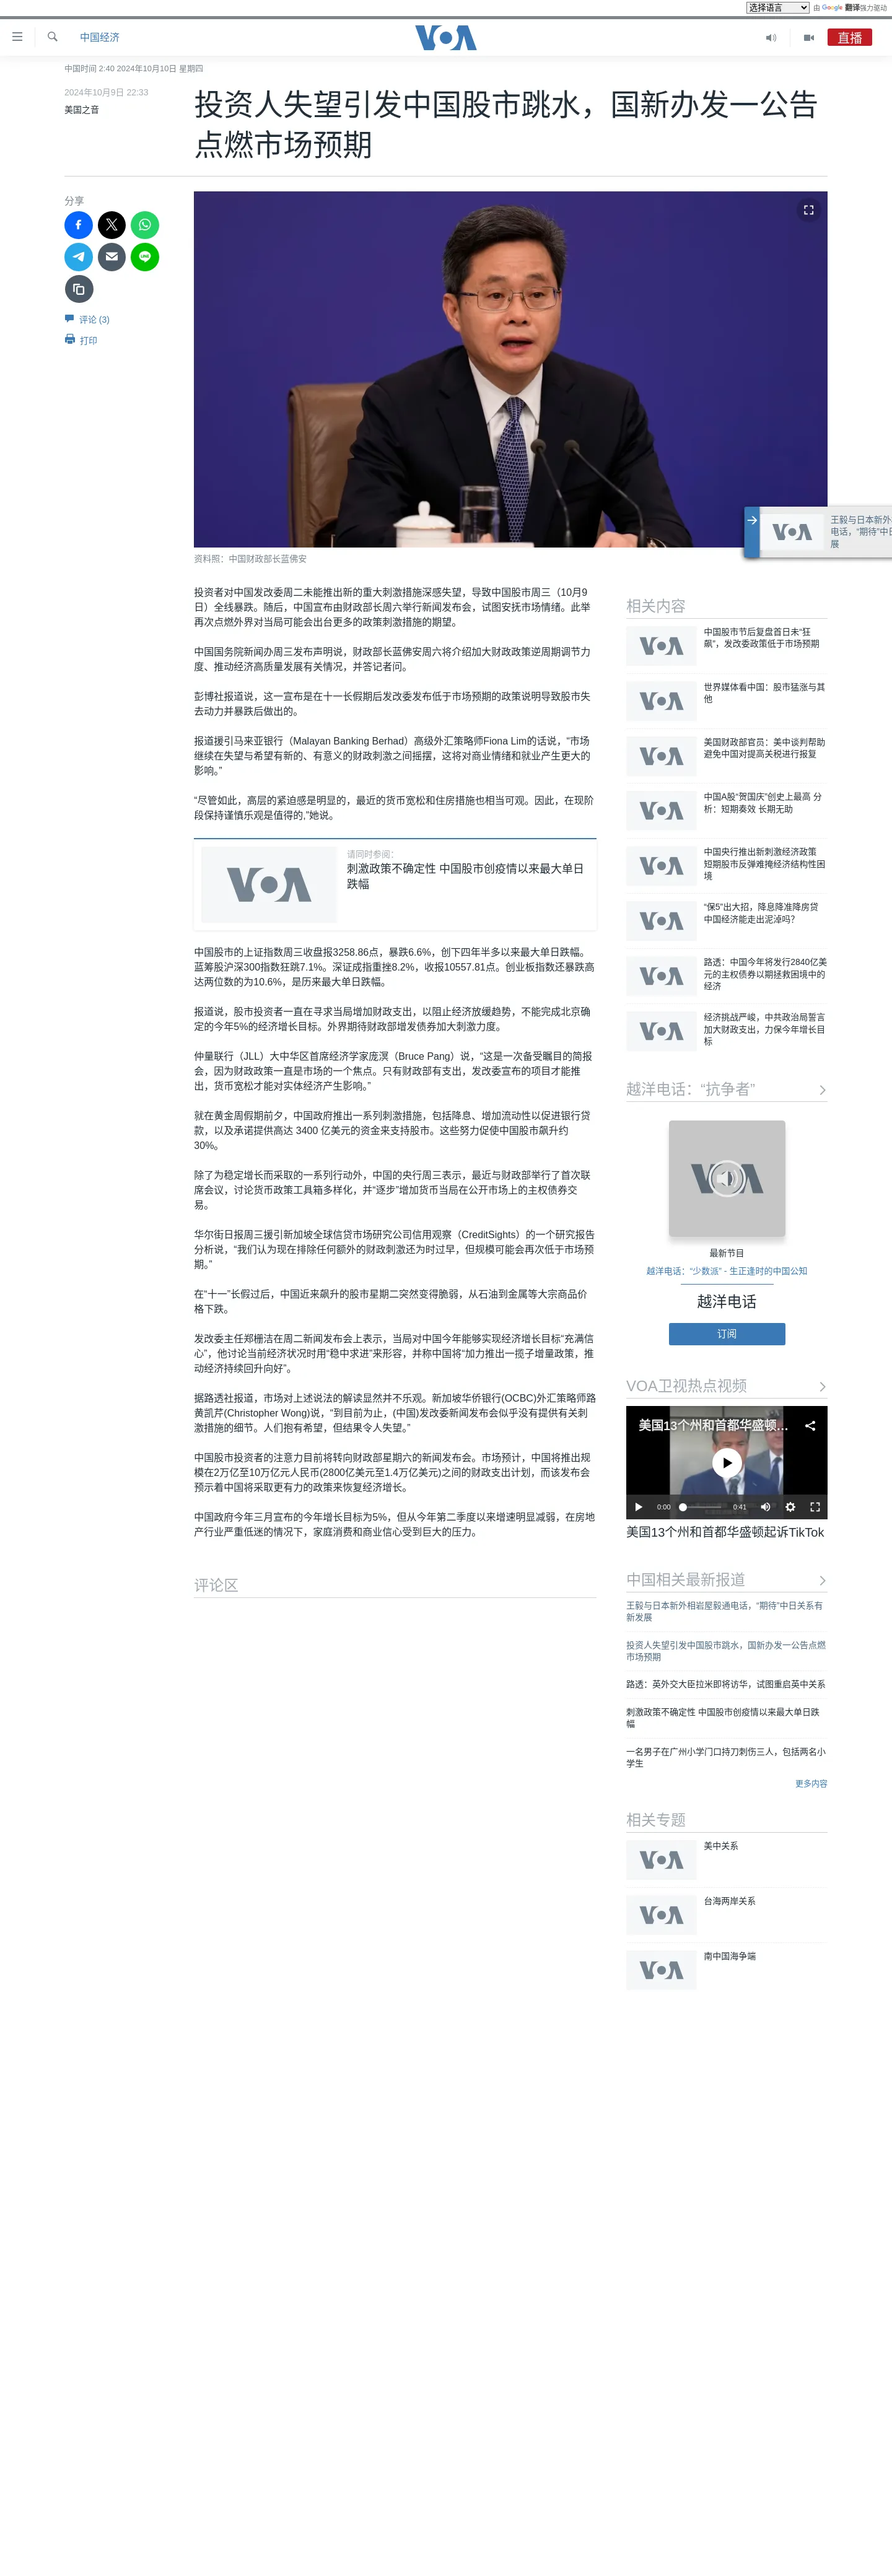 选择语言 由 Google 翻译强力驱动
中国经济
VOA
直播
中国时间 2:40 2024年10月10日 星期四
2024年10月9日 22:33
美国之音
投资人失望引发中国股市跳水，国新办发一公告
点燃市场预期
分享
评论 (3)
打印
资料照：中国财政部长蓝佛安
王毅与日本新外
电话，“期待”中日
展
投资者对中国发改委周二未能推出新的重大刺激措施深感失望，导致中国股市周三（10月9
日）全线暴跌。随后，中国宣布由财政部长周六举行新闻发布会，试图安抚市场情绪。此举
再次点燃外界对当局可能会出台更多的政策刺激措施的期望。
中国国务院新闻办周三发布声明说，财政部长蓝佛安周六将介绍加大财政政策逆周期调节力
度、推动经济高质量发展有关情况，并答记者问。
彭博社报道说，这一宣布是在十一长假期后发改委发布低于市场预期的政策说明导致股市失
去动力并暴跌后做出的。
报道援引马来亚银行（Malayan Banking Berhad）高级外汇策略师Fiona Lim的话说，“市场
继续在失望与希望有新的、有意义的财政刺激之间摇摆，这将对商业情绪和就业产生更大的
影响。”
“尽管如此，高层的紧迫感是明显的，最近的货币宽松和住房措施也相当可观。因此，在现阶
段保持谨慎乐观是值得的,”她说。
请同时参阅：
刺激政策不确定性 中国股市创疫情以来最大单日
跌幅
VOA
中国股市的上证指数周三收盘报3258.86点，暴跌6.6%，创下四年半多以来最大单日跌幅。
蓝筹股沪深300指数狂跳7.1%。深证成指重挫8.2%，收报10557.81点。创业板指数还暴跌高
达两位数的为10.6%，是历来最大单日跌幅。
报道说，股市投资者一直在寻求当局增加财政支出，以阻止经济放缓趋势，不能完成北京确
定的今年5%的经济增长目标。外界期待财政部增发债券加大刺激力度。
仲量联行（JLL）大中华区首席经济学家庞溟（Bruce Pang）说，“这是一次备受瞩目的简报
会，因为财政政策一直是市场的一个焦点。只有财政部有支出，发改委宣布的项目才能推
出，货币宽松才能对实体经济产生影响。”
就在黄金周假期前夕，中国政府推出一系列刺激措施，包括降息、增加流动性以促进银行贷
款，以及承诺提供高达 3400 亿美元的资金来支持股市。这些努力促使中国股市飙升约
30%。
除了为稳定增长而采取的一系列行动外，中国的央行周三表示，最近与财政部举行了首次联
席会议，讨论货币政策工具箱多样化，并“逐步”增加货币当局在公开市场上的主权债券交
易。
华尔街日报周三援引新加坡全球信贷市场研究公司信用观察（CreditSights）的一个研究报告
分析说，“我们认为现在排除任何额外的财政刺激还为时过早，但规模可能会再次低于市场预
期。”
在“十一”长假过后，中国近来飙升的股市星期二突然变得脆弱，从石油到金属等大宗商品价
格下跌。
发改委主任郑栅洁在周二新闻发布会上表示，当局对中国今年能够实现经济增长目标“充满信
心”，他讨论当前经济状况时用“稳中求进”来形容，并称中国将“加力推出一揽子增量政策，推
动经济持续回升向好”。
据路透社报道，市场对上述说法的解读显然并不乐观。新加坡华侨银行(OCBC)外汇策略师路
黄凯芹(Christopher Wong)说，“到目前为止，(中国)发改委新闻发布会似乎没有提供有关刺
激措施的细节。人们抱有希望，但结果令人失望。”
中国股市投资者的注意力目前将转向财政部星期六的新闻发布会。市场预计，中国将推出规
模在2万亿至10万亿元人民币(2800亿美元至1.4万亿美元)之间的财政支出计划，而该发布会
预示着中国将采取更有力的政策来恢复经济增长。
中国政府今年三月宣布的今年增长目标为5%，但从今年第二季度以来增速明显减弱，在房地
产行业严重低迷的情况下，家庭消费和商业信心受到巨大的压力。
评论区
相关内容
中国股市节后复盘首日未“狂
飙”，发改委政策低于市场预期
世界媒体看中国：股市猛涨与其
他
美国财政部官员：美中谈判帮助
避免中国对提高关税进行报复
中国A股“贺国庆”创史上最高 分
析：短期奏效 长期无助
中国央行推出新刺激经济政策
短期股市反弹难掩经济结构性困
境
“保5”出大招，降息降准降房贷
中国经济能走出泥淖吗？
路透：中国今年将发行2840亿美
元的主权债券以期拯救困境中的
经济
经济挑战严峻，中共政治局誓言
加大财政支出，力保今年增长目
标
越洋电话：“抗争者”
最新节目
越洋电话：“少数派” - 生正逢时的中国公知
越洋电话
订阅
VOA卫视热点视频
美国13个州和首都华盛顿...
0:00 0:41
美国13个州和首都华盛顿起诉TikTok
中国相关最新报道
王毅与日本新外相岩屋毅通电话，“期待”中日关系有
新发展
投资人失望引发中国股市跳水，国新办发一公告点燃
市场预期
路透：英外交大臣拉米即将访华，试图重启英中关系
刺激政策不确定性 中国股市创疫情以来最大单日跌
幅
一名男子在广州小学门口持刀刺伤三人，包括两名小
学生
更多内容
相关专题
美中关系
台海两岸关系
南中国海争端